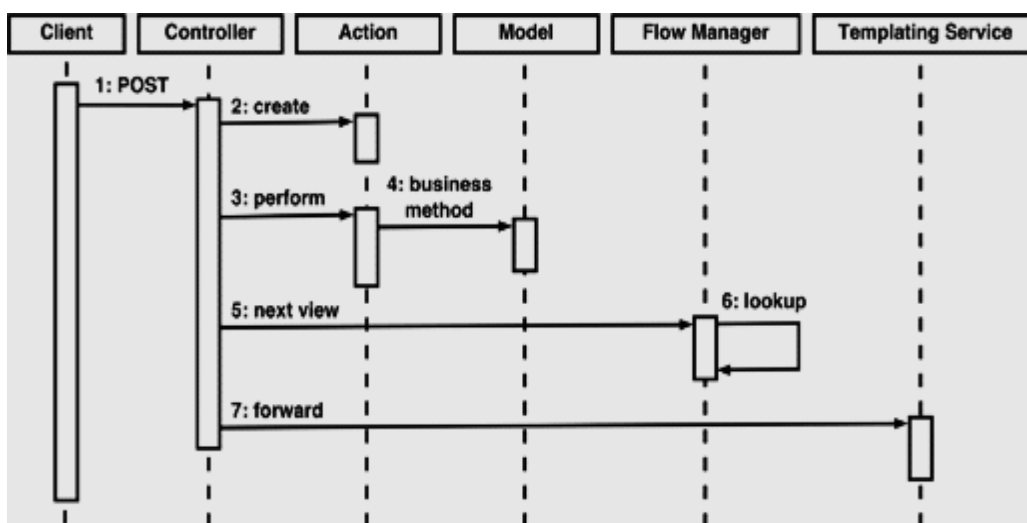 Client Controller Action Model Flow Manager Templating Service
1: POST
2: create
3: perform
4: business
method
5: next view
6: lookup
7: forward